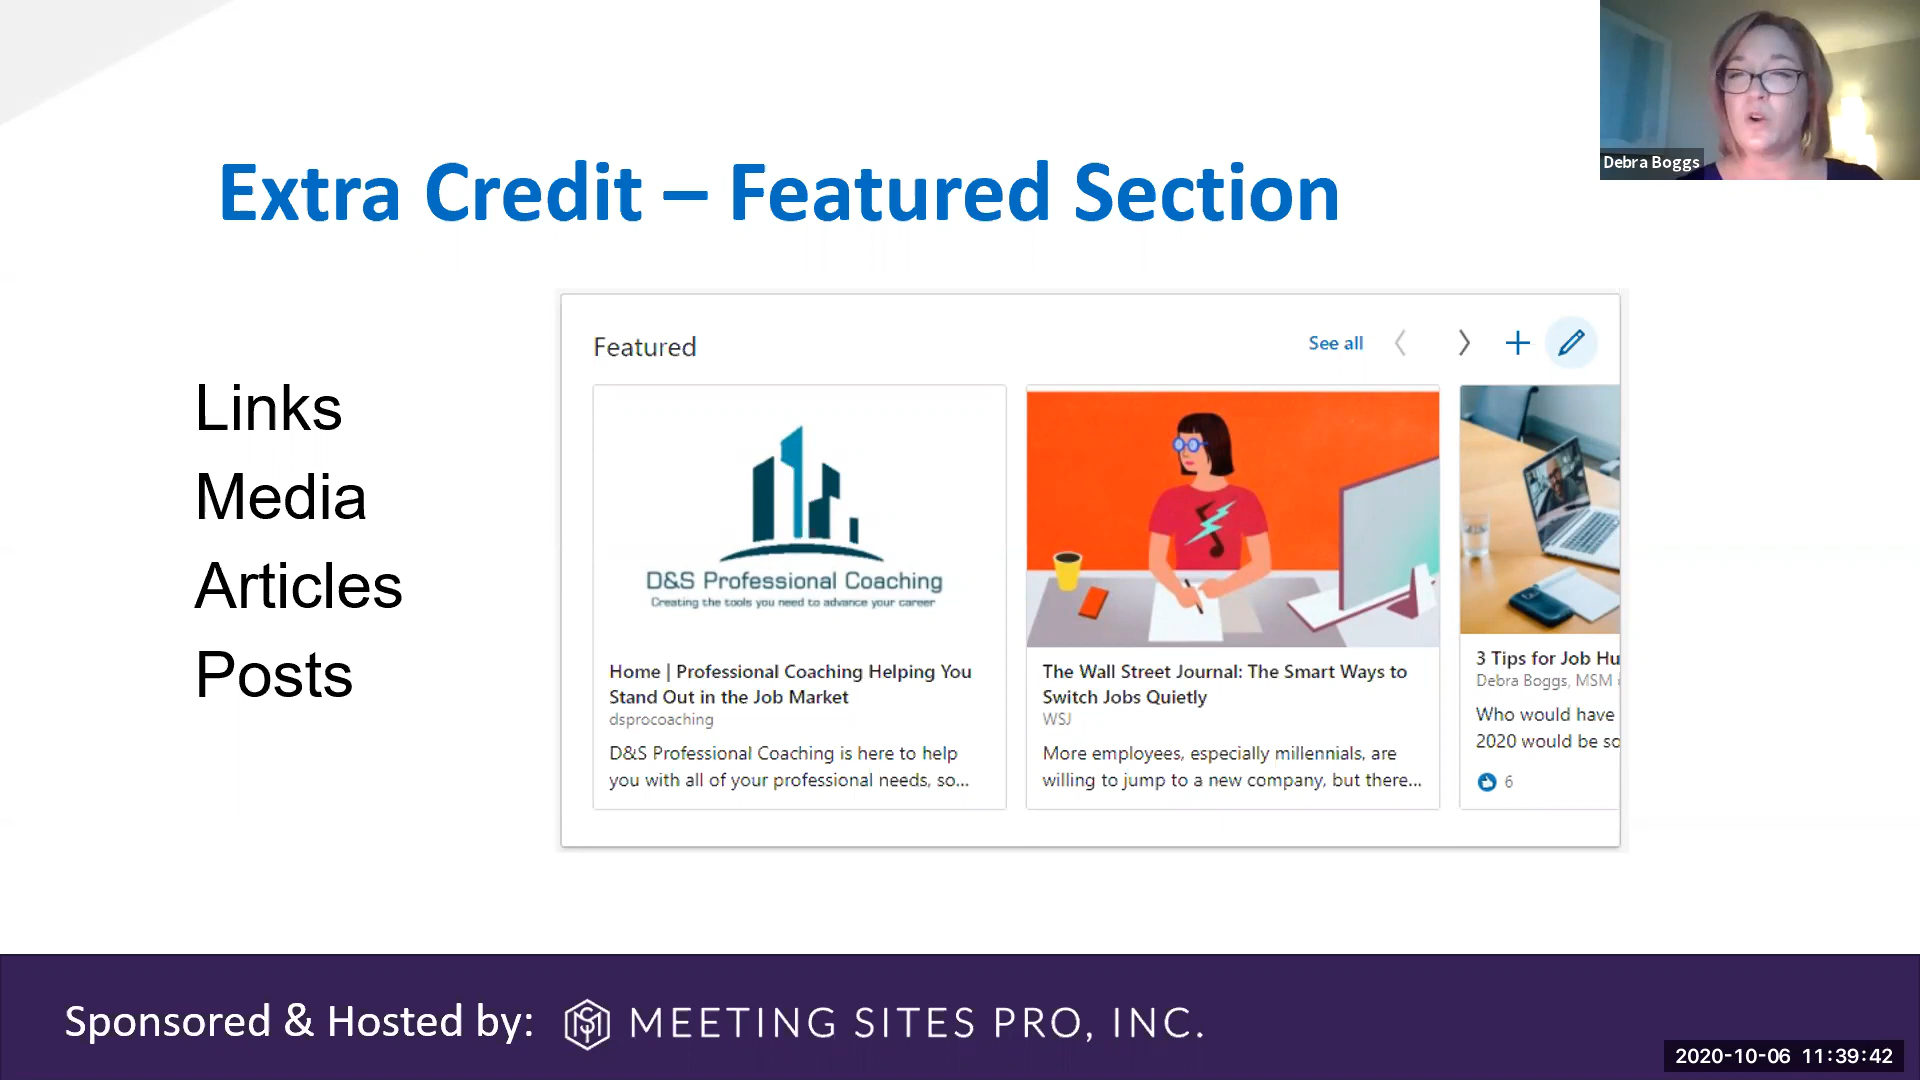 Debra Boggs
Extra Credit – Featured Section
Links
Media
Articles
Posts
Featured
See all
D&S Professional Coaching
Creating the tools you need to advance your career
Home | Professional Coaching Helping You
Stand Out in the Job Market
dsprocoaching
D&S Professional Coaching is here to help
you with all of your professional needs, so...
The Wall Street Journal: The Smart Ways to
Switch Jobs Quietly
WSJ
More employees, especially millennials, are
willing to jump to a new company, but there...
3 Tips for Job Hu
Debra Boggs, MSM
Who would have
2020 would be so
6
Sponsored & Hosted by: MEETING SITES PRO, INC.
2020-10-06 11:39:42